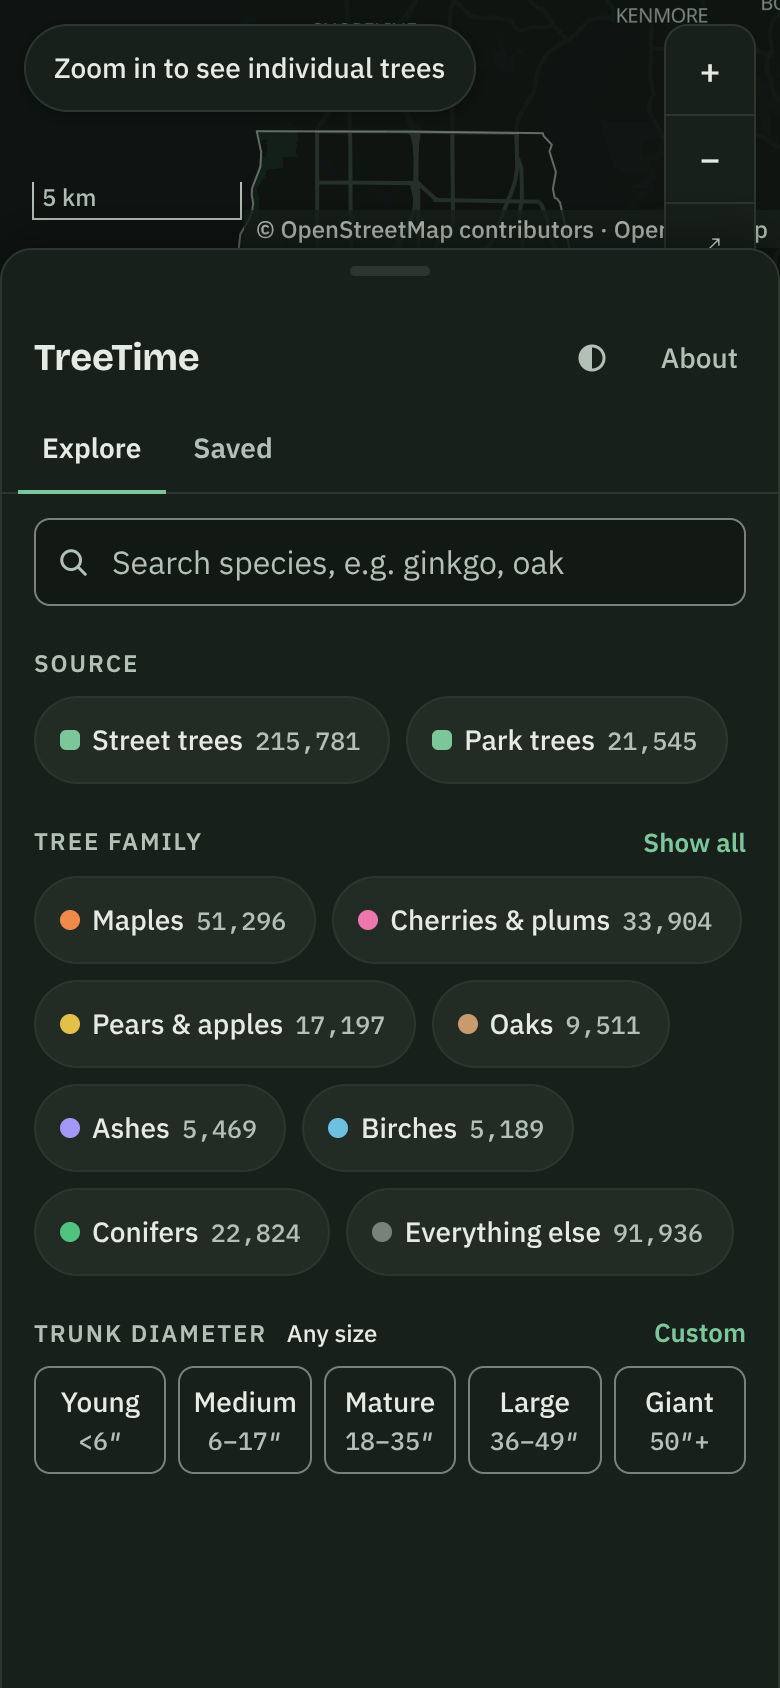 KENMORE
Zoom in to see individual trees
+
−
5 km
© OpenStreetMap contributors · Oper
TreeTime
About
Explore
Saved
Search species, e.g. ginkgo, oak
SOURCE
Street trees 215,781
Park trees 21,545
TREE FAMILY
Show all
Maples 51,296
Cherries & plums 33,904
Pears & apples 17,197
Oaks 9,511
Ashes 5,469
Birches 5,189
Conifers 22,824
Everything else 91,936
TRUNK DIAMETER Any size
Custom
Young
<6″
Medium
6–17″
Mature
18–35″
Large
36–49″
Giant
50″+